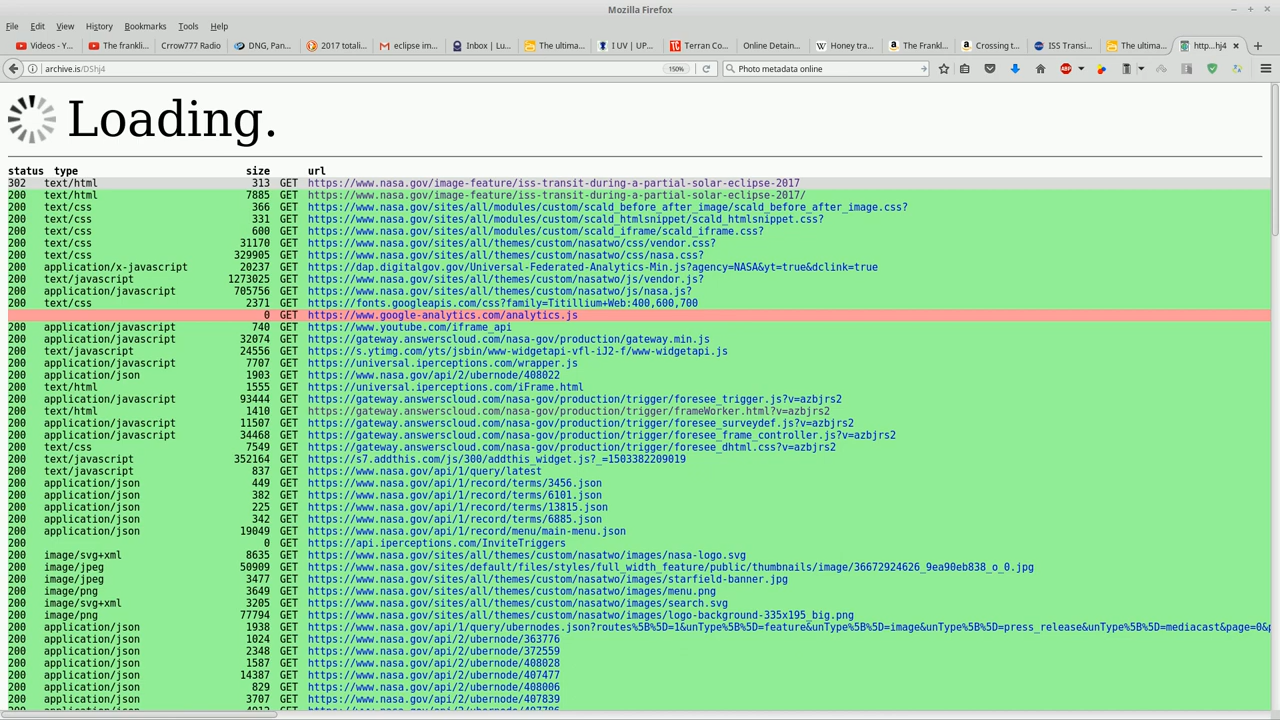 Mozilla Firefox
File Edit View History Bookmarks Tools Help
Videos - Y... The frankli... Crrow777 Radio DNG, Pan... 2017 totali... eclipse im... Inbox | Lu... The ultima... I UV | UP... Terran Co... Online Detain... Honey tra... The Frankl... Crossing t... ISS Transi... The ultima... http...hj4
archive.is/DShj4 150% Photo metadata online
Loading.
status type size url
302 text/html 313 GET https://www.nasa.gov/image-feature/iss-transit-during-a-partial-solar-eclipse-2017
200 text/html 7885 GET https://www.nasa.gov/image-feature/iss-transit-during-a-partial-solar-eclipse-2017/
200 text/css 366 GET https://www.nasa.gov/sites/all/modules/custom/scald_before_after_image/scald_before_after_image.css?
200 text/css 331 GET https://www.nasa.gov/sites/all/modules/custom/scald_htmlsnippet/scald_htmlsnippet.css?
200 text/css 600 GET https://www.nasa.gov/sites/all/modules/custom/scald_iframe/scald_iframe.css?
200 text/css 31170 GET https://www.nasa.gov/sites/all/themes/custom/nasatwo/css/vendor.css?
200 text/css 329905 GET https://www.nasa.gov/sites/all/themes/custom/nasatwo/css/nasa.css?
200 application/x-javascript 20237 GET https://dap.digitalgov.gov/Universal-Federated-Analytics-Min.js?agency=NASA&yt=true&dclink=true
200 text/javascript 1273025 GET https://www.nasa.gov/sites/all/themes/custom/nasatwo/js/vendor.js?
200 application/javascript 705756 GET https://www.nasa.gov/sites/all/themes/custom/nasatwo/js/nasa.js?
200 text/css 2371 GET https://fonts.googleapis.com/css?family=Titillium+Web:400,600,700
0 GET https://www.google-analytics.com/analytics.js
200 application/javascript 740 GET https://www.youtube.com/iframe_api
200 application/javascript 32074 GET https://gateway.answerscloud.com/nasa-gov/production/gateway.min.js
200 text/javascript 24556 GET https://s.ytimg.com/yts/jsbin/www-widgetapi-vfl-iJ2-f/www-widgetapi.js
200 application/javascript 7707 GET https://universal.iperceptions.com/wrapper.js
200 application/json 1903 GET https://www.nasa.gov/api/2/ubernode/408022
200 text/html 1555 GET https://universal.iperceptions.com/iFrame.html
200 application/javascript 93444 GET https://gateway.answerscloud.com/nasa-gov/production/trigger/foresee_trigger.js?v=azbjrs2
200 text/html 1410 GET https://gateway.answerscloud.com/nasa-gov/production/trigger/frameWorker.html?v=azbjrs2
200 application/javascript 11507 GET https://gateway.answerscloud.com/nasa-gov/production/trigger/foresee_surveydef.js?v=azbjrs2
200 application/javascript 34468 GET https://gateway.answerscloud.com/nasa-gov/production/trigger/foresee_frame_controller.js?v=azbjrs2
200 text/css 7549 GET https://gateway.answerscloud.com/nasa-gov/production/trigger/foresee_dhtml.css?v=azbjrs2
200 text/javascript 352164 GET https://s7.addthis.com/js/300/addthis_widget.js?_=1503382209019
200 text/javascript 837 GET https://www.nasa.gov/api/1/query/latest
200 application/json 449 GET https://www.nasa.gov/api/1/record/terms/3456.json
200 application/json 382 GET https://www.nasa.gov/api/1/record/terms/6101.json
200 application/json 225 GET https://www.nasa.gov/api/1/record/terms/13815.json
200 application/json 342 GET https://www.nasa.gov/api/1/record/terms/6885.json
200 application/json 19049 GET https://www.nasa.gov/api/1/record/menu/main-menu.json
200 0 GET https://api.iperceptions.com/InviteTriggers
200 image/svg+xml 8635 GET https://www.nasa.gov/sites/all/themes/custom/nasatwo/images/nasa-logo.svg
200 image/jpeg 50909 GET https://www.nasa.gov/sites/default/files/styles/full_width_feature/public/thumbnails/image/36672924626_9ea90eb838_o_0.jpg
200 image/jpeg 3477 GET https://www.nasa.gov/sites/all/themes/custom/nasatwo/images/starfield-banner.jpg
200 image/png 3649 GET https://www.nasa.gov/sites/all/themes/custom/nasatwo/images/menu.png
200 image/svg+xml 3205 GET https://www.nasa.gov/sites/all/themes/custom/nasatwo/images/search.svg
200 image/png 77794 GET https://www.nasa.gov/sites/all/themes/custom/nasatwo/images/logo-background-335x195_big.png
200 application/json 1938 GET https://www.nasa.gov/api/1/query/ubernodes.json?routes%5B%5D=1&unType%5B%5D=feature&unType%5B%5D=image&unType%5B%5D=press_release&unType%5B%5D=mediacast&page=0&p
200 application/json 1024 GET https://www.nasa.gov/api/2/ubernode/363776
200 application/json 2348 GET https://www.nasa.gov/api/2/ubernode/372559
200 application/json 1587 GET https://www.nasa.gov/api/2/ubernode/408028
200 application/json 14387 GET https://www.nasa.gov/api/2/ubernode/407477
200 application/json 829 GET https://www.nasa.gov/api/2/ubernode/408006
200 application/json 3707 GET https://www.nasa.gov/api/2/ubernode/407839